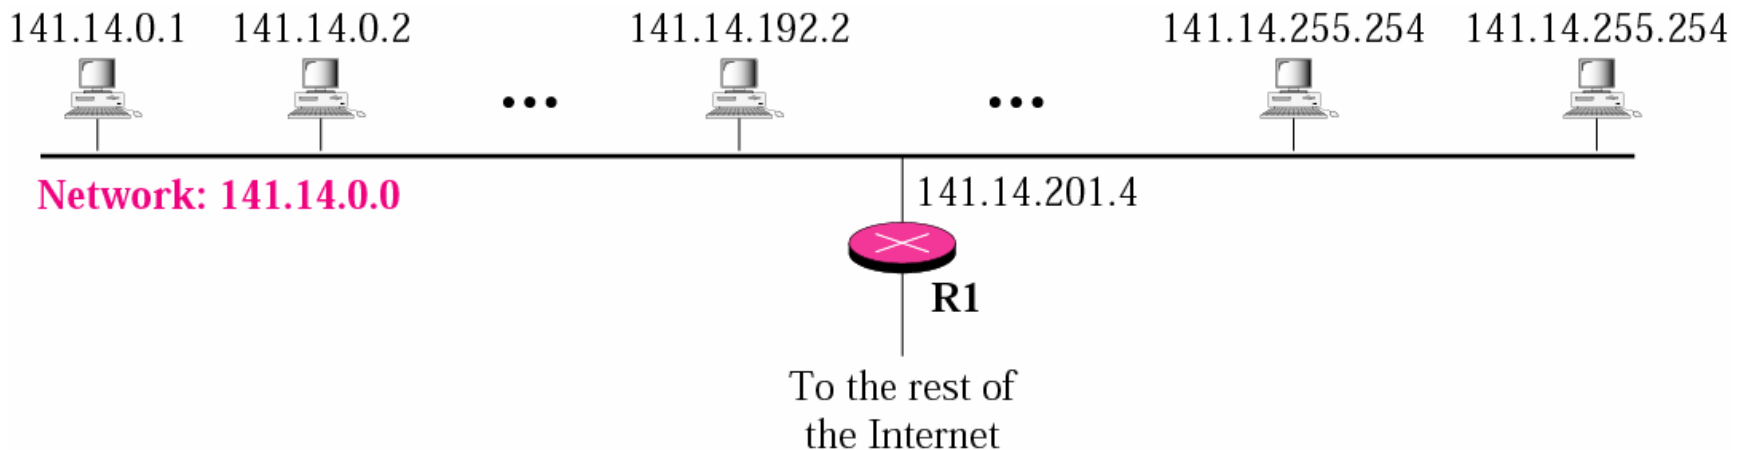 141.14.0.1 141.14.0.2 141.14.192.2 141.14.255.254 141.14.255.254
Network: 141.14.0.0
141.14.201.4
R1
To the rest of
the Internet